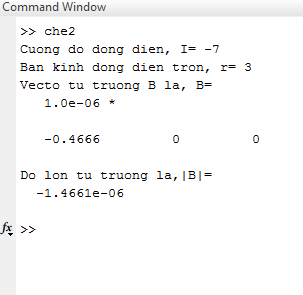 Command Window
>> che2
Cuong do dong dien, I= -7
Ban kinh dong dien tron, r= 3
Vecto tu truong B la, B=
1.0e-06 *
-0.4666 0 0
Do lon tu truong la,|B|=
-1.4661e-06
fx >>